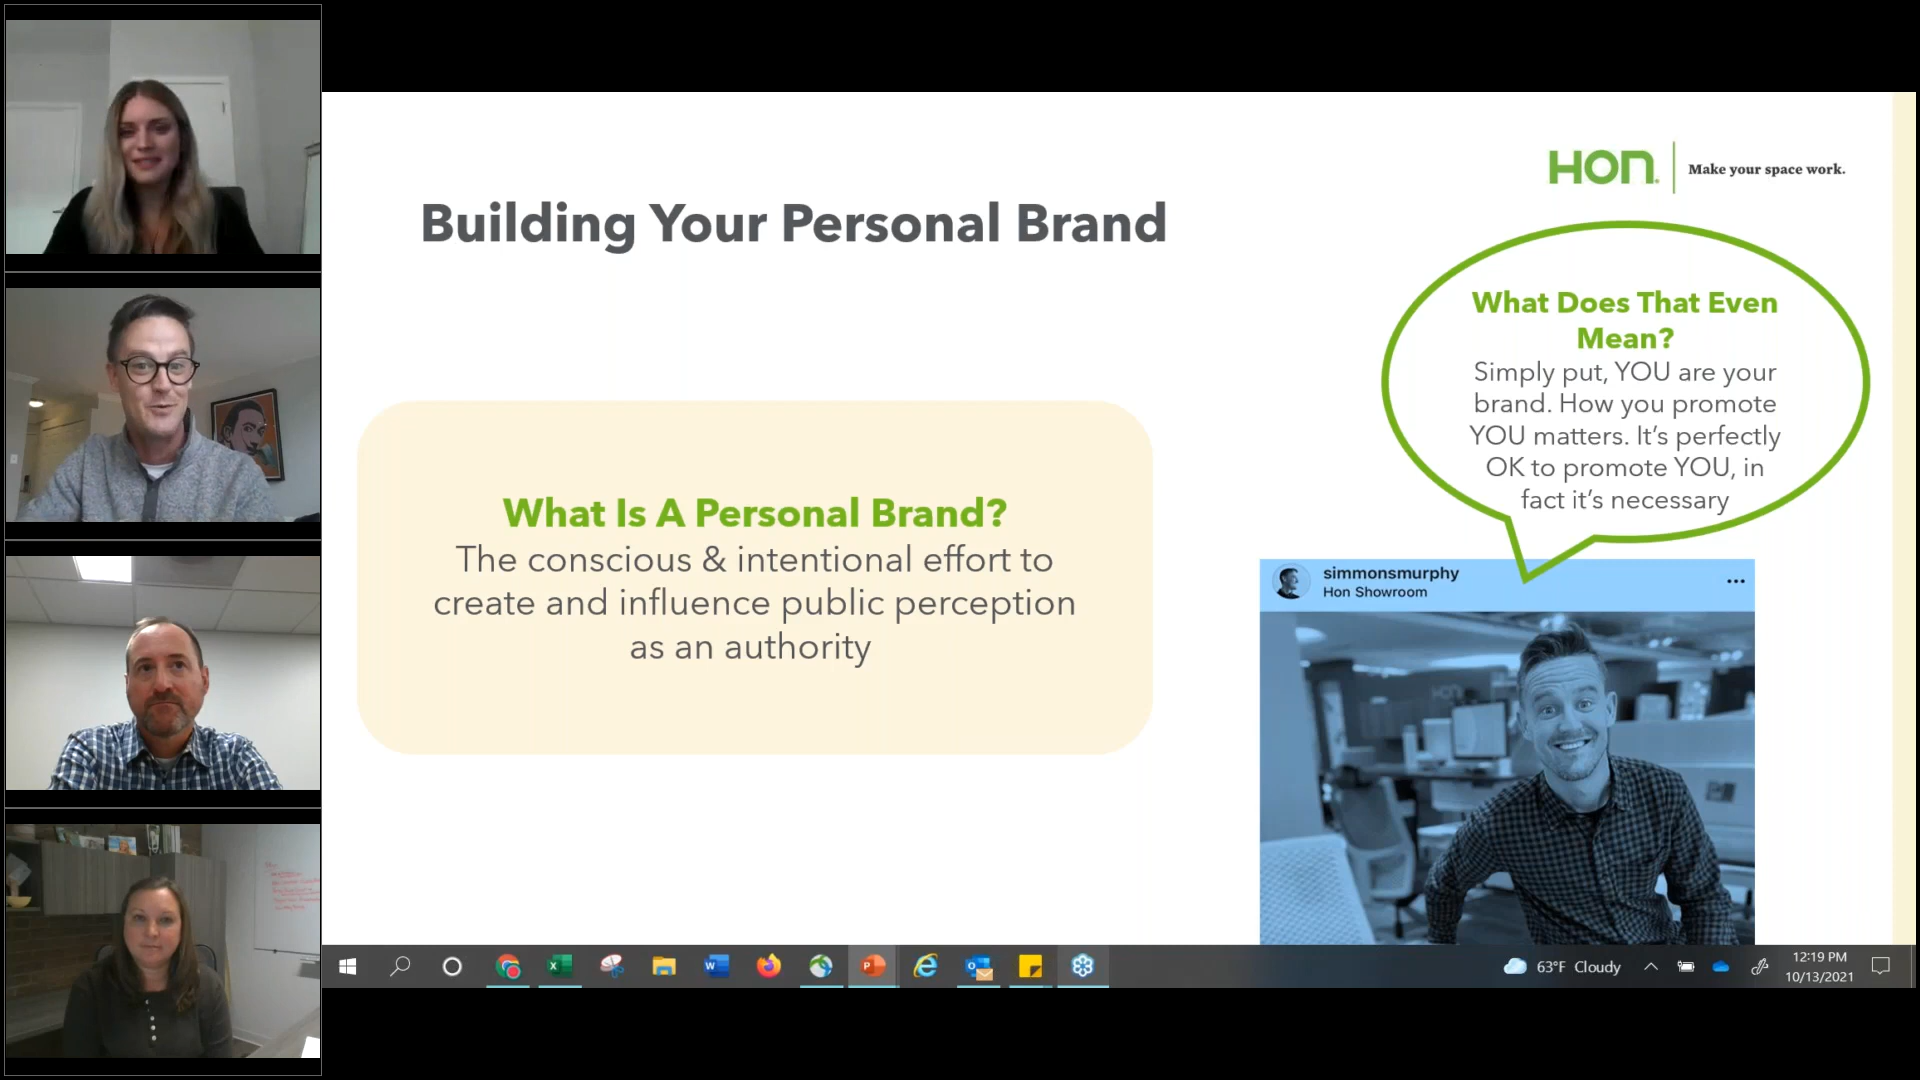 HON
Make your space work.
Building Your Personal Brand
What Does That Even
Mean?
Simply put, YOU are your
brand. How you promote
YOU matters. It's perfectly
OK to promote YOU, in
fact it's necessary
What Is A Personal Brand?
The conscious & intentional effort to
create and influence public perception
as an authority
simmonsmurphy
Hon Showroom
63°F Cloudy
12:19 PM
10/13/2021